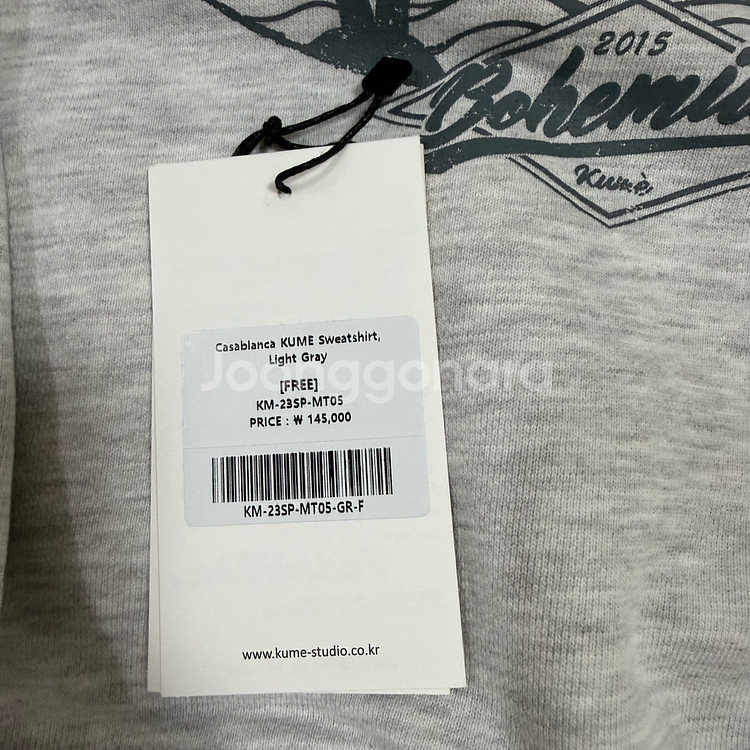 2015
Bohemia
Kumè
Casablanca KUME Sweatshirt,
Light Gray
[FREE]
KM-23SP-MT05
PRICE : ₩ 145,000
KM-23SP-MT05-GR-F
www.kume-studio.co.kr
Joonggonara